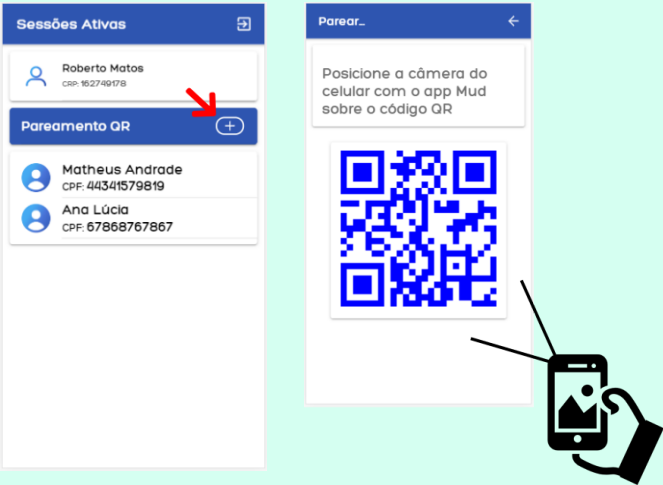 Sessões Ativas
Roberto Matos
CRP: 162749178
Pareamento QR
Matheus Andrade
CPF: 44341579819
Ana Lúcia
CPF: 67868767867
Parear...
Posicione a câmera do
celular com o app Mud
sobre o código QR